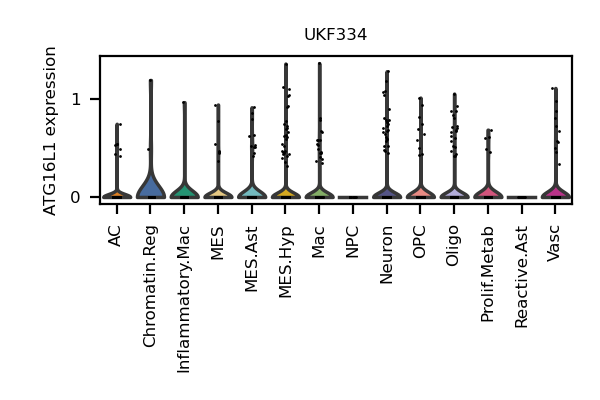 UKF334
ATG16L1 expression
1
0
AC
Chromatin.Reg
Inflammatory.Mac
MES
MES.Ast
MES.Hyp
Mac
NPC
Neuron
OPC
Oligo
Prolif.Metab
Reactive.Ast
Vasc